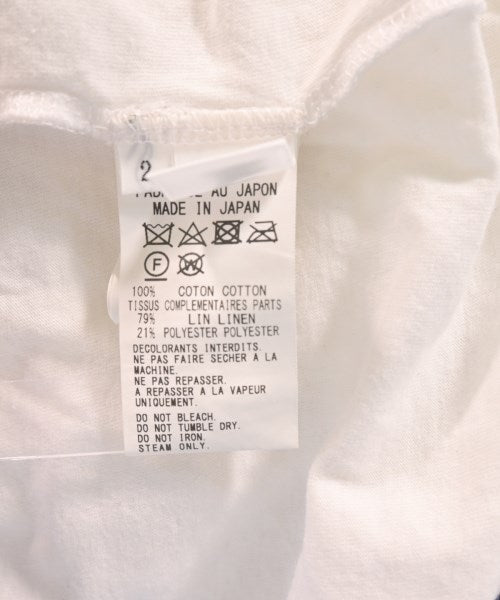 2
AU JAPON
MADE IN JAPAN
F W
100% COTON COTTON
TISSUS COMPLEMENTAIRES PARTS
79% LIN LINEN
21% POLYESTER POLYESTER
DECOLORANTS INTERDITS.
NE PAS FAIRE SECHER A LA
MACHINE.
NE PAS REPASSER.
A REPASSER A LA VAPEUR
UNIQUEMENT.
DO NOT BLEACH.
DO NOT TUMBLE DRY.
DO NOT IRON.
STEAM ONLY.